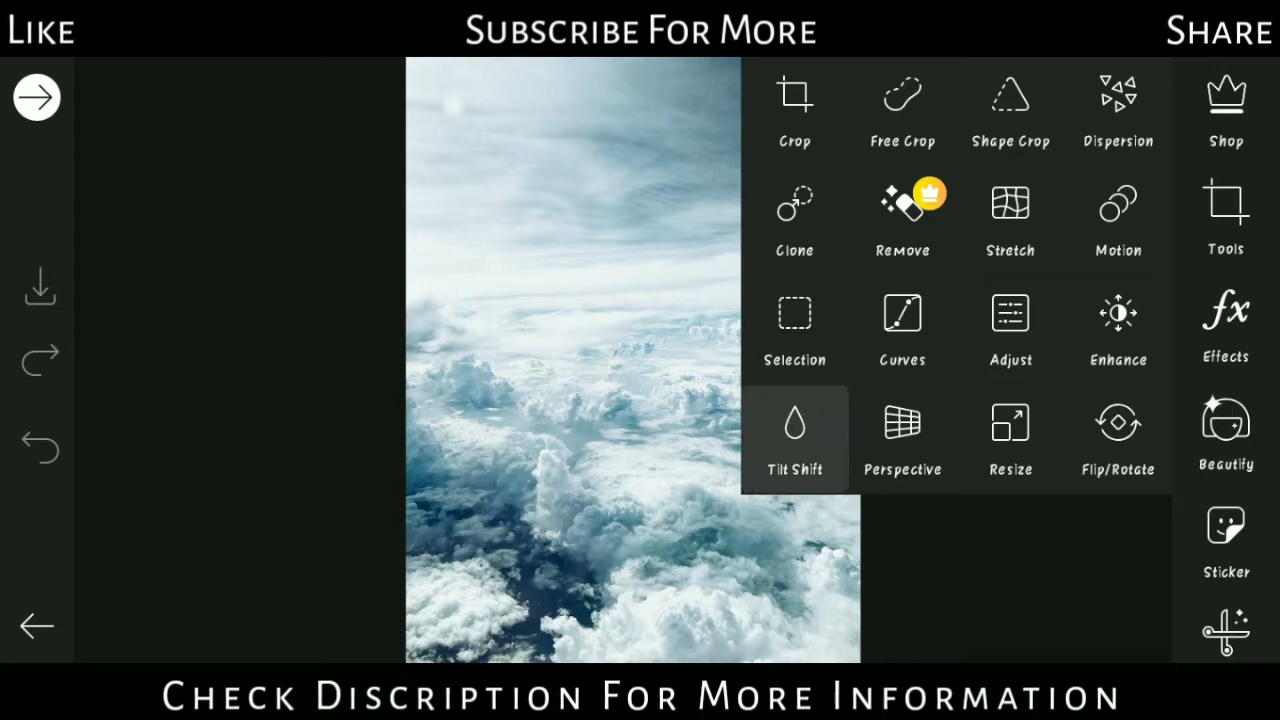 LIKE
SUBSCRIBE FOR MORE
SHARE
Crop
Free Crop
Shape Crop
Dispersion
Shop
Clone
Remove
Stretch
Motion
Tools
Selection
Curves
Adjust
Enhance
fx
Effects
Tilt Shift
Perspective
Resize
Flip/Rotate
Beautify
Sticker
CHECK DISCRIPTION FOR MORE INFORMATION